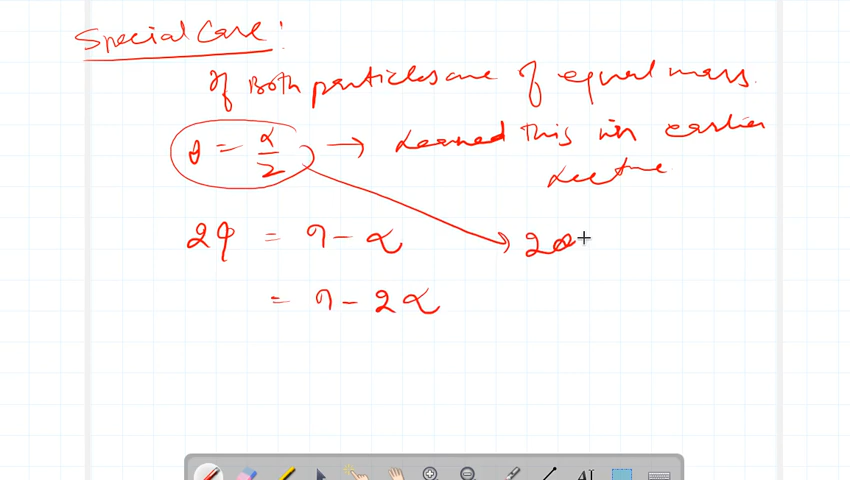 Special Case:
If Both particles are of equal mass.
θ = α/2 → Learned this in earlier
Lecture
2φ = π - α → 2α
= π - 2α